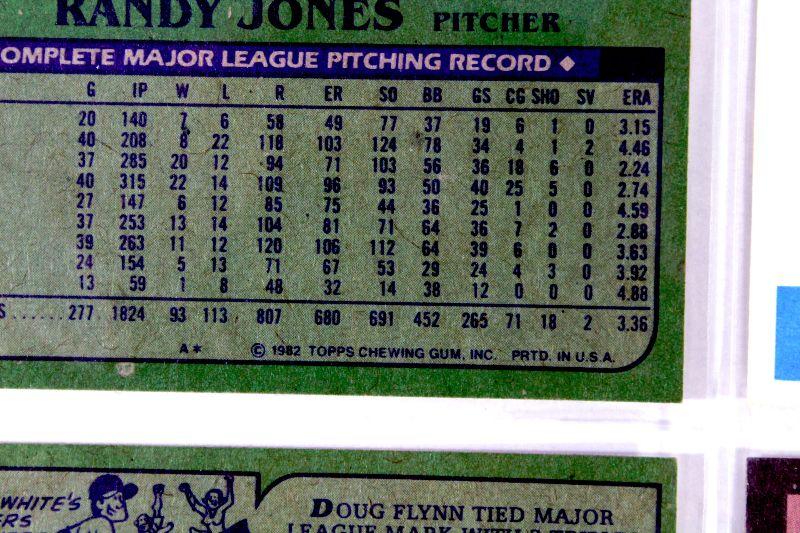 RANDY JONES PITCHER
OMPLETE MAJOR LEAGUE PITCHING RECORD ◆
G IP W L R ER SO BB GS CG SHO SV ERA
20 140 7 6 58 49 77 37 19 6 1 0 3.15
40 208 8 22 118 103 124 78 34 4 1 2 4.46
37 285 20 12 94 71 103 56 36 18 6 0 2.24
40 315 22 14 109 96 93 50 40 25 5 0 2.74
27 147 6 12 85 75 44 36 25 1 0 0 4.59
37 253 13 14 104 81 71 64 36 7 2 0 2.88
39 263 11 12 120 106 112 64 39 6 0 0 3.63
24 154 5 13 71 67 53 29 24 4 3 0 3.92
13 59 1 8 48 32 14 38 12 0 0 0 4.88
S ...... 277 1824 93 113 807 680 691 452 265 71 18 2 3.36
A* © 1982 TOPPS CHEWING GUM, INC. PRTD. IN U.S.A.
WHITE'S
ERS
DOUG FLYNN TIED MAJOR
LEAGUE MARK WITH 3